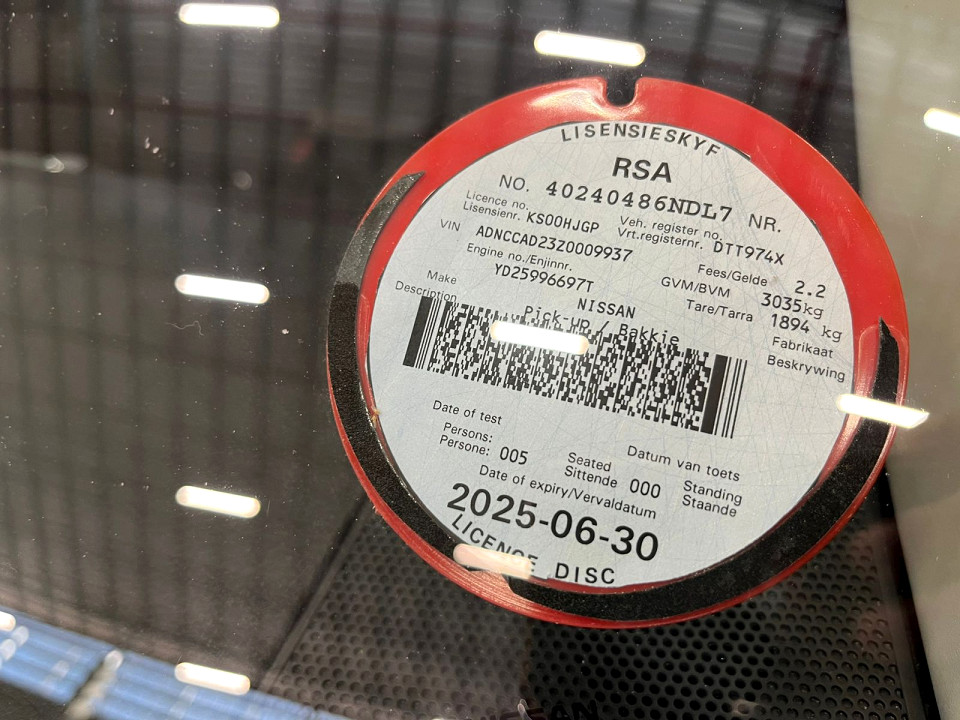 LISENSIESKYF
RSA
NO. 40240486NDL7 NR.
Licence no. Veh. register no.
Lisensienr. KS00HJGP Vrt.registernr. DTT974X
VIN ADNCCAD23Z0009937 Fees/Gelde 2.2
Engine no./Enjinnr. GVM/BVM 3035kg
YD25996697T Tare/Tarra 1894 kg
Make NISSAN Fabrikaat
Description Pick-up / Bakkie Beskrywing
Date of test Datum van toets
Persons: Seated Standing
Persone: 005 Sittende 000 Staande
Date of expiry/Vervaldatum
2025-06-30
LICENCE DISC